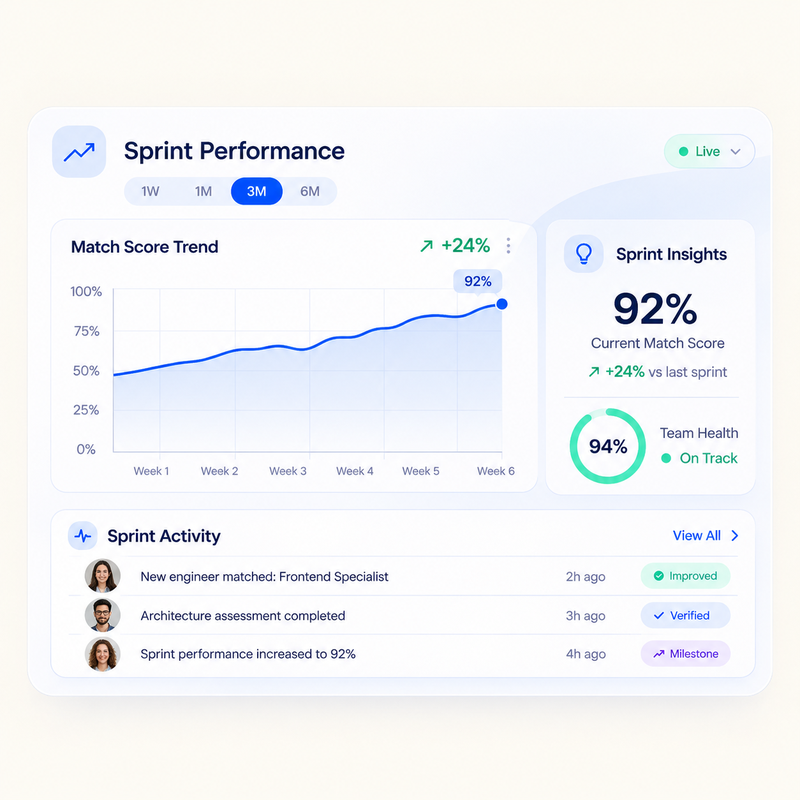 Sprint Performance
Live
1W 1M 3M 6M
Match Score Trend
+24%
92%
100%
75%
50%
25%
0%
Week 1 Week 2 Week 3 Week 4 Week 5 Week 6
Sprint Insights
92%
Current Match Score
+24% vs last sprint
94%
Team Health
On Track
Sprint Activity
View All
New engineer matched: Frontend Specialist 2h ago Improved
Architecture assessment completed 3h ago Verified
Sprint performance increased to 92% 4h ago Milestone